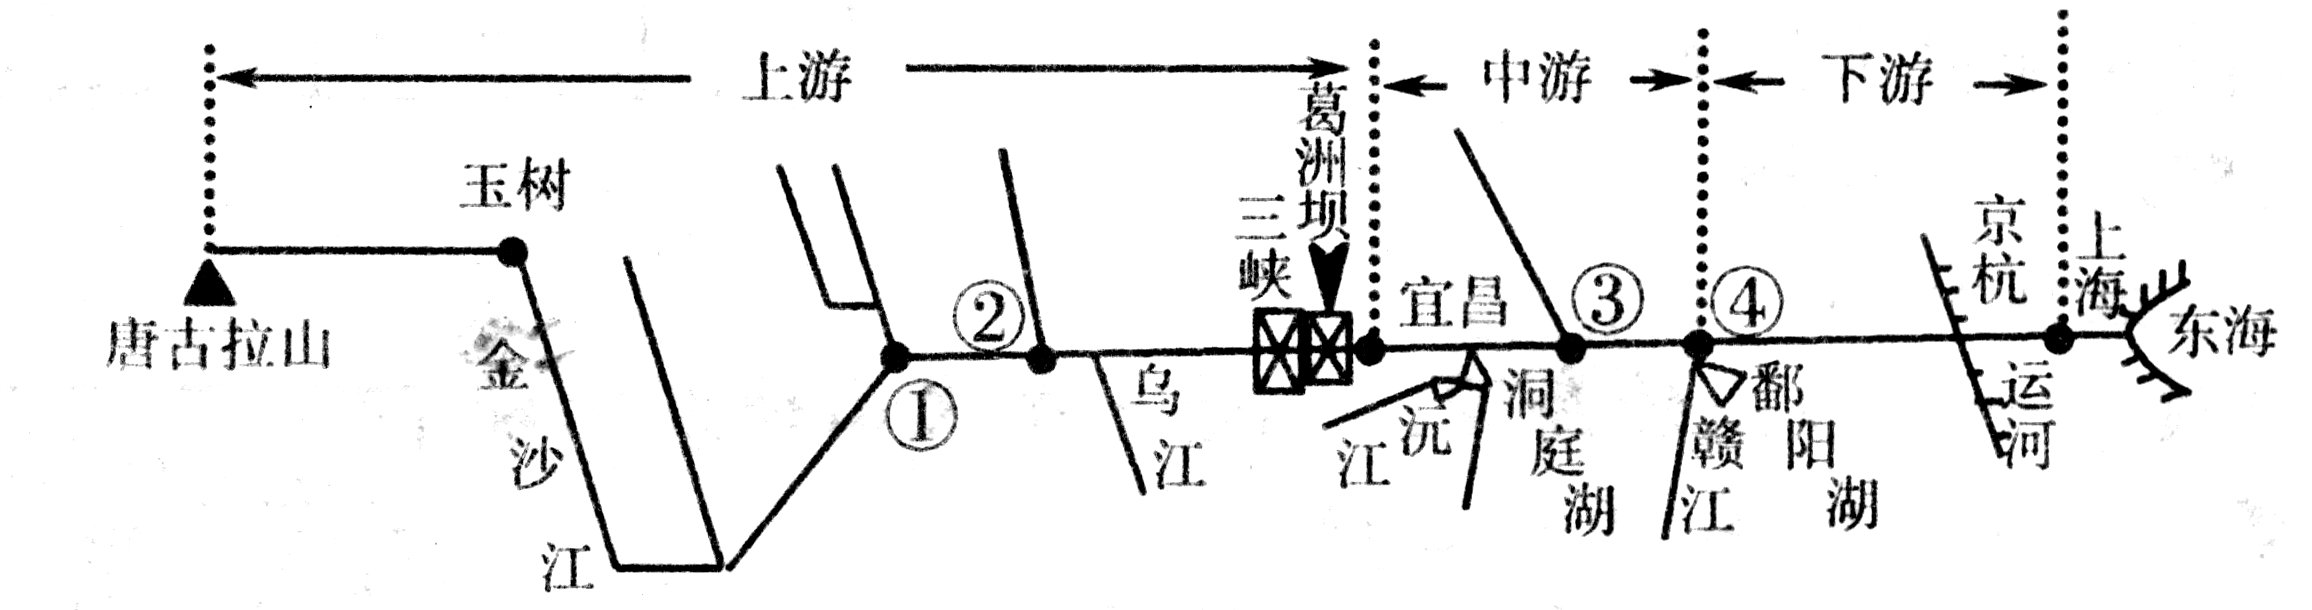 上游
中游
下游
葛洲坝
三峡
玉树
唐古拉山
金沙江
①
②
乌江
宜昌
③
④
沅江
洞庭湖
赣江
鄱阳湖
京杭运河
上海
东海